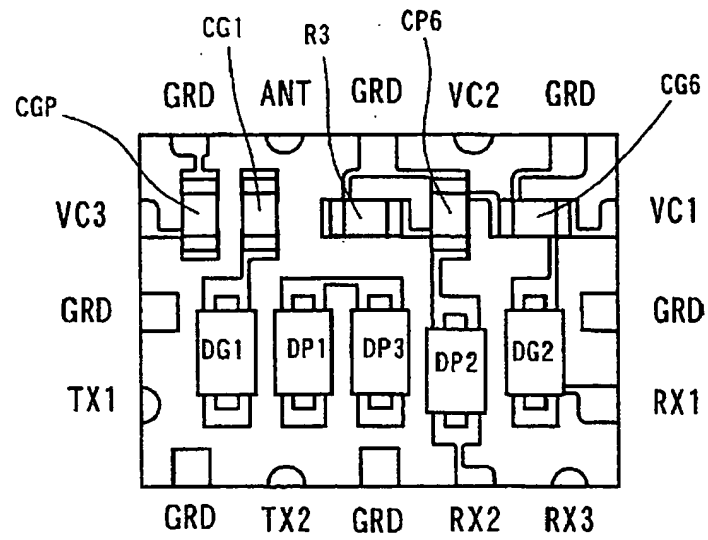 CG1 R3 CP6
CGP GRD ANT GRD VC2 GRD CG6
VC3 VC1
GRD GRD
DG1 DP1 DP3 DP2 DG2
TX1 RX1
GRD TX2 GRD RX2 RX3